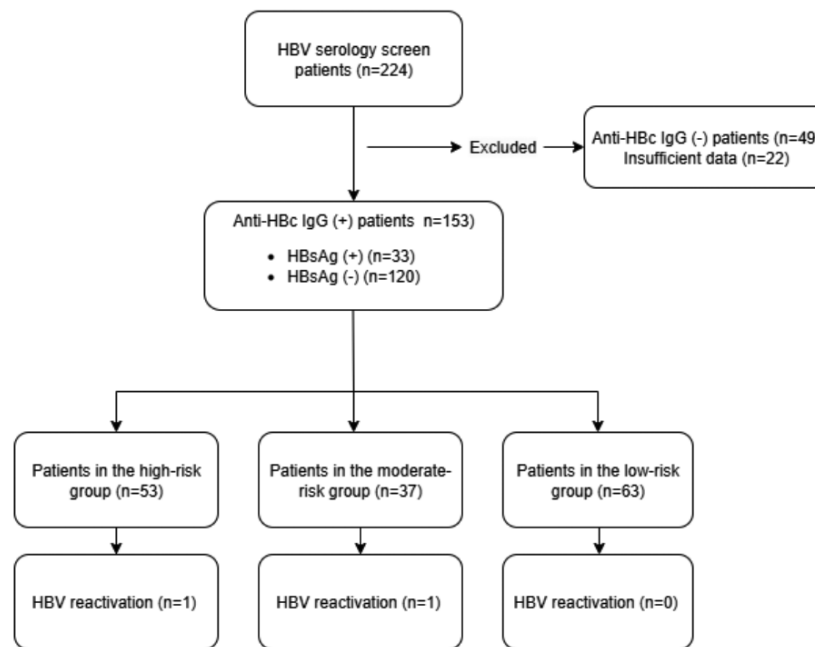 HBV serology screen
patients (n=224)
Excluded
Anti-HBc IgG (-) patients (n=49
Insufficient data (n=22)
Anti-HBc IgG (+) patients n=153)
• HBsAg (+) (n=33)
• HBsAg (-) (n=120)
Patients in the high-risk
group (n=53)
Patients in the moderate-
risk group (n=37)
Patients in the low-risk
group (n=63)
HBV reactivation (n=1)
HBV reactivation (n=1)
HBV reactivation (n=0)